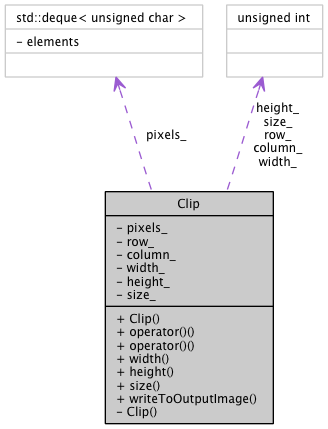 std::deque< unsigned char >
- elements
unsigned int
pixels_
height_
size_
row_
column_
width_
Clip
- pixels_
- row_
- column_
- width_
- height_
- size_
+ Clip()
+ operator()()
+ operator()()
+ width()
+ height()
+ size()
+ writeToOutputImage()
- Clip()